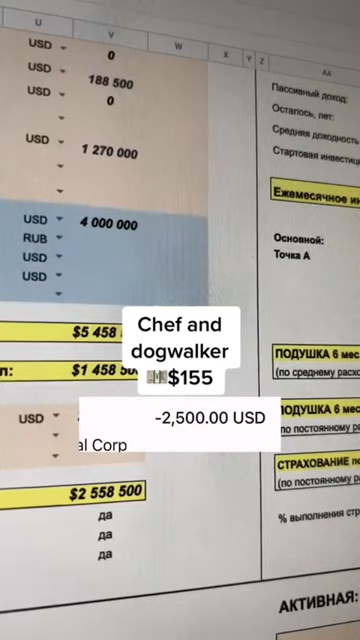 U V W X Y Z AA
USD 0
USD 188 500
USD 0
USD 1 270 000
USD 4 000 000
RUB
USD
USD
$5 458
$1 458 50
USD
$2 558 500
да
да
да
Пассивный доход:
Осталось, лет:
Средняя доходность
Стартовая инвестиц
Ежемесячное ин
Основной:
Точка А
ПОДУШКА 6 мес
(по среднему расхо
ПОДУШКА 6 мес
по постоянному р
СТРАХОВАНИЕ по
(по постоянному ра
% выполнения стр
АКТИВНАЯ:
Chef and
dogwalker
💵$155
-2,500.00 USD
al Corp